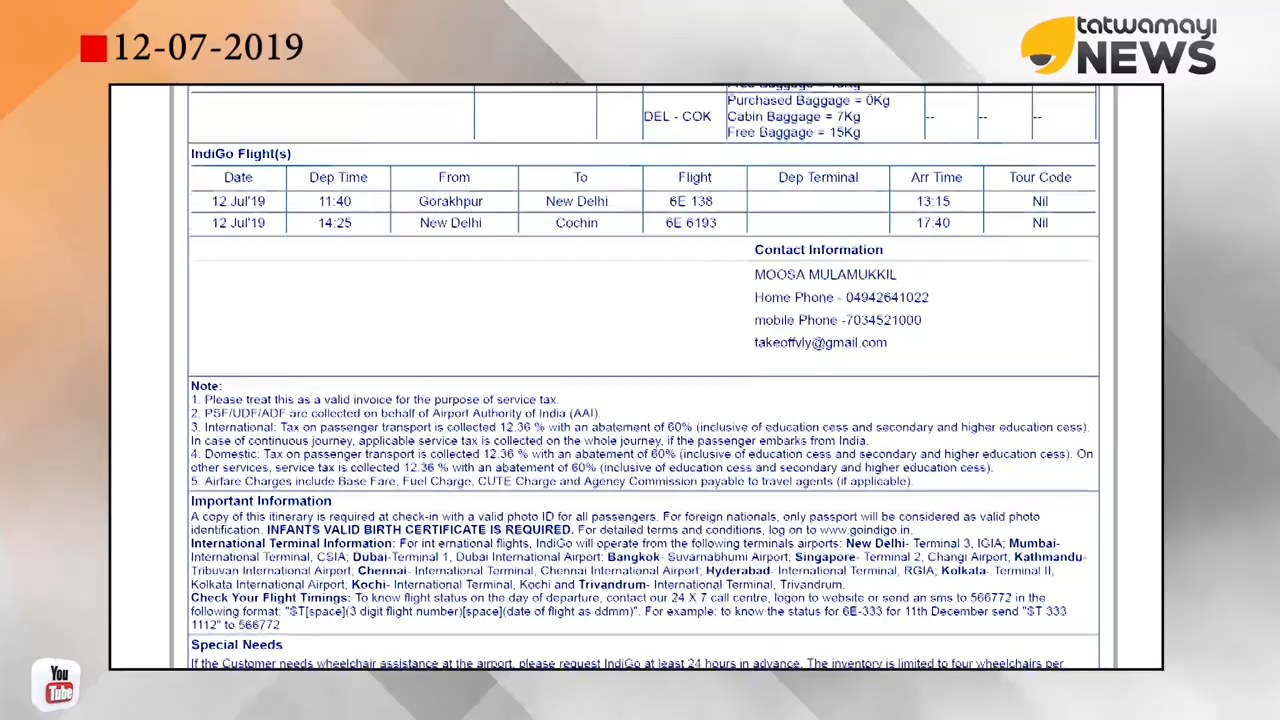 12-07-2019
tatwamayi
NEWS
Purchased Baggage = 0Kg
DEL - COK Cabin Baggage = 7Kg -- -- --
Free Baggage = 15Kg
IndiGo Flight(s)
Date Dep Time From To Flight Dep Terminal Arr Time Tour Code
12 Jul'19 11:40 Gorakhpur New Delhi 6E 138 13:15 Nil
12 Jul'19 14:25 New Delhi Cochin 6E 6193 17:40 Nil
Contact Information
MOOSA MULAMUKKIL
Home Phone - 04942641022
mobile Phone -7034521000
takeoffvly@gmail.com
Note:
1. Please treat this as a valid invoice for the purpose of service tax.
2. PSF/UDF/ADF are collected on behalf of Airport Authority of India (AAI).
3. International: Tax on passenger transport is collected 12.36 % with an abatement of 60% (inclusive of education cess and secondary and higher education cess).
In case of continuous journey, applicable service tax is collected on the whole journey, if the passenger embarks from India.
4. Domestic: Tax on passenger transport is collected 12.36 % with an abatement of 60% (inclusive of education cess and secondary and higher education cess). On
other services, service tax is collected 12.36 % with an abatement of 60% (inclusive of education cess and secondary and higher education cess).
5. Airfare Charges include Base Fare, Fuel Charge, CUTE Charge and Agency Commission payable to travel agents (if applicable).
Important Information
A copy of this itinerary is required at check-in with a valid photo ID for all passengers. For foreign nationals, only passport will be considered as valid photo
identification. INFANTS VALID BIRTH CERTIFICATE IS REQUIRED. For detailed terms and conditions, log on to www.goindigo.in.
International Terminal Information: For int ernational flights, IndiGo will operate from the following terminals airports: New Delhi- Terminal 3, IGIA; Mumbai-
International Terminal, CSIA; Dubai-Terminal 1, Dubai International Airport; Bangkok- Suvarnabhumi Airport; Singapore- Terminal 2, Changi Airport; Kathmandu-
Tribuvan International Airport; Chennai- International Terminal, Chennai International Airport; Hyderabad- International Terminal, RGIA; Kolkata- Terminal II,
Kolkata International Airport; Kochi- International Terminal, Kochi and Trivandrum- International Terminal, Trivandrum.
Check Your Flight Timings: To know flight status on the day of departure, contact our 24 X 7 call centre, logon to website or send an sms to 566772 in the
following format: "$T[space](3 digit flight number)[space](date of flight as ddmm)". For example: to know the status for 6E-333 for 11th December send "$T 333
1112" to 566772
Special Needs
If the Customer needs wheelchair assistance at the airport, please request IndiGo at least 24 hours in advance. The inventory is limited to four wheelchairs per
You
Tube